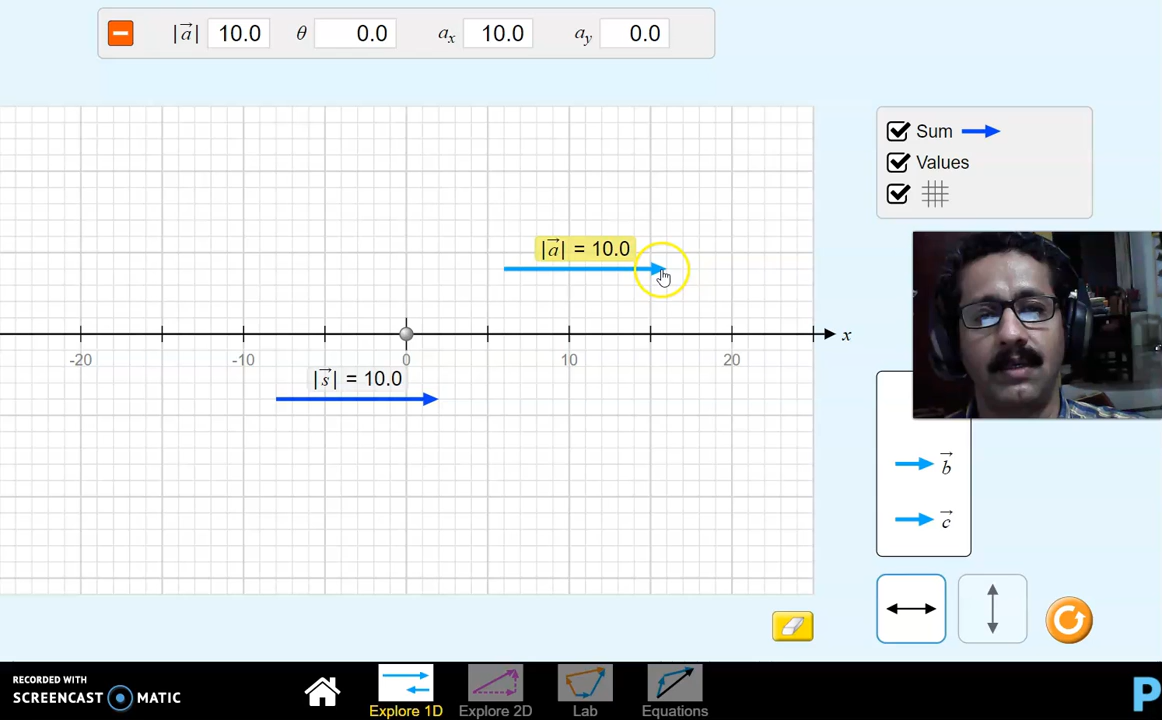 |a⃗| 10.0 θ 0.0 aₓ 10.0 a_y 0.0
Sum
Values
|a⃗| = 10.0
x
-20 -10 0 10 20
|s⃗| = 10.0
b⃗
c⃗
RECORDED WITH
SCREENCAST MATIC
Explore 1D
Explore 2D
Lab
Equations
P